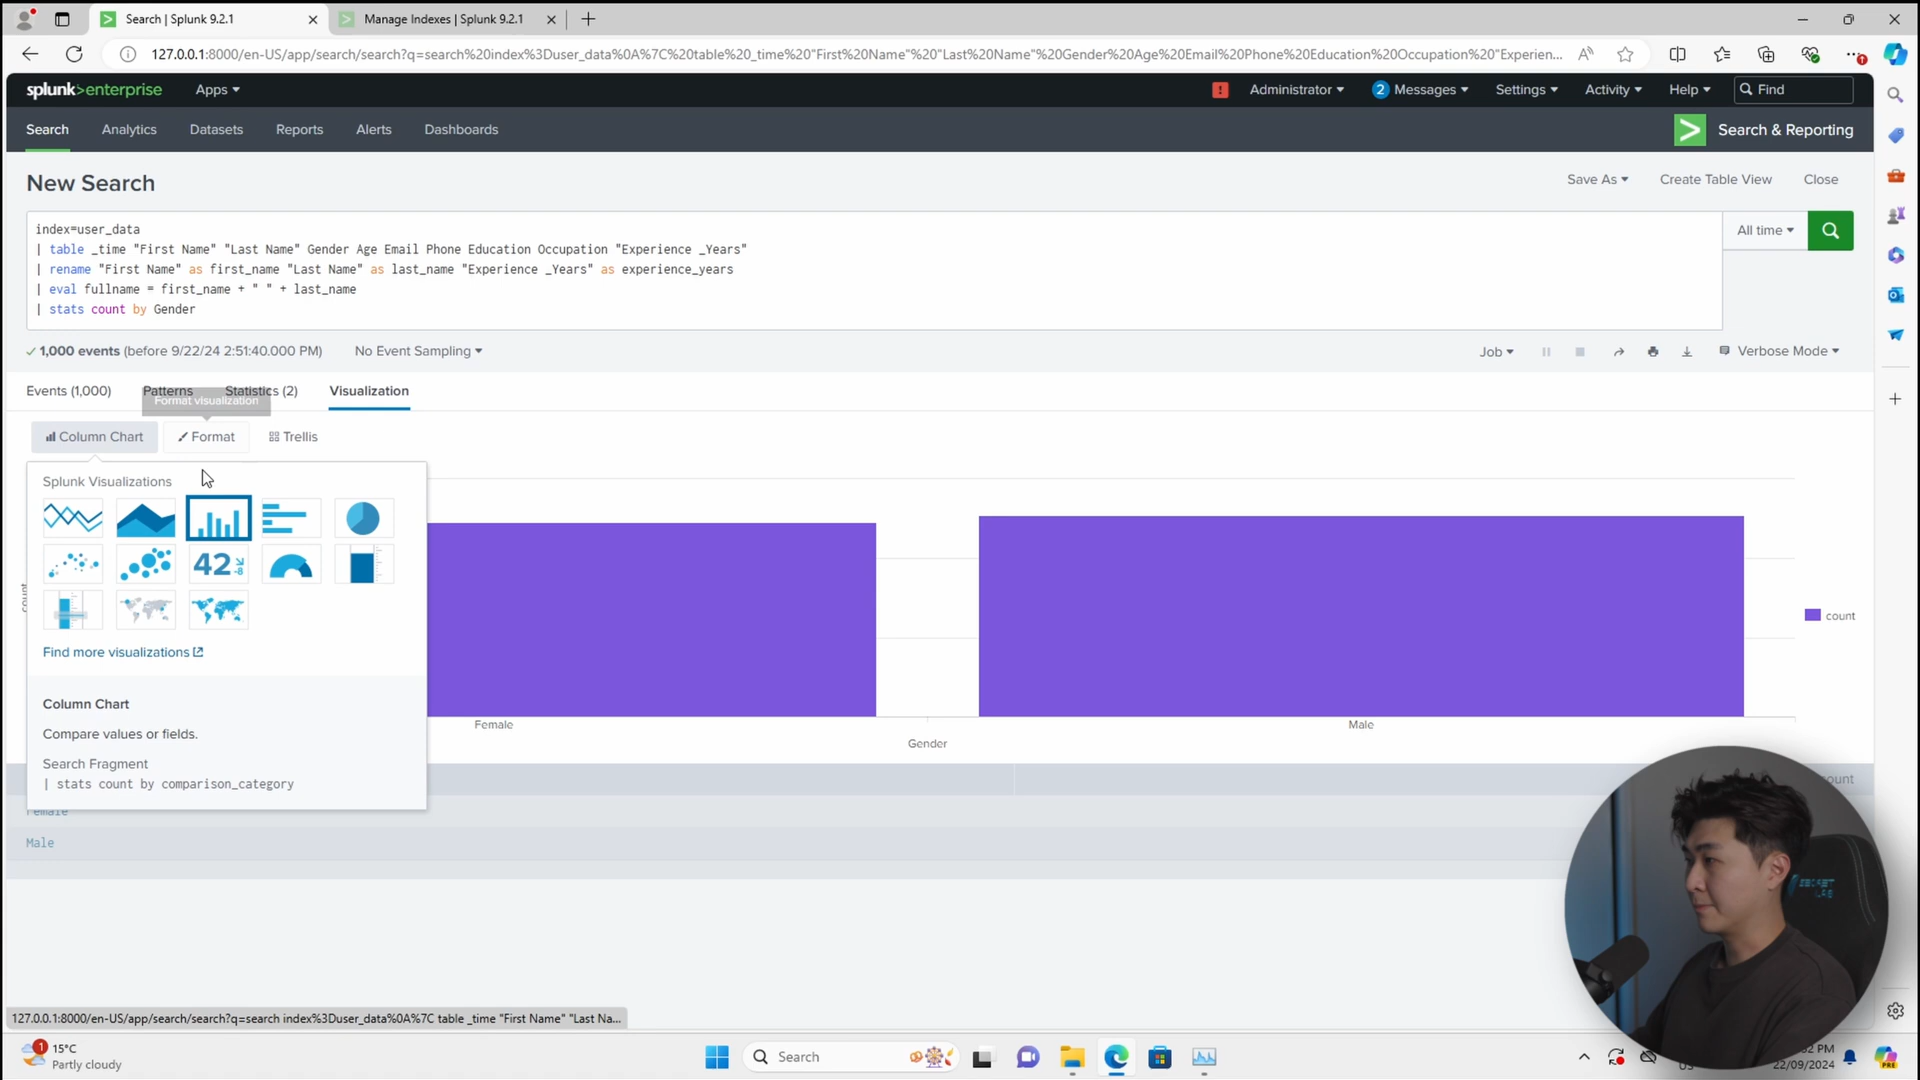 Search | Splunk 9.2.1
Manage Indexes | Splunk 9.2.1
127.0.0.1:8000/en-US/app/search/search?q=search%20index%3Duser_data%0A%7C%20table%20_time%20"First%20Name"%20"Last%20Name"%20Gender%20Age%20Email%20Phone%20Education%20Occupation%20"Experien...
splunk>enterprise
Apps
Administrator
2 Messages
Settings
Activity
Help
Find
Search
Analytics
Datasets
Reports
Alerts
Dashboards
Search & Reporting
New Search
Save As
Create Table View
Close
index=user_data
| table _time "First Name" "Last Name" Gender Age Email Phone Education Occupation "Experience _Years"
| rename "First Name" as first_name "Last Name" as last_name "Experience _Years" as experience_years
| eval fullname = first_name + " " + last_name
| stats count by Gender
All time
1,000 events (before 9/22/24 2:51:40.000 PM)
No Event Sampling
Job
Verbose Mode
Events (1,000)
Patterns
Statistics (2)
Visualization
Format visualization
Column Chart
Format
Trellis
Splunk Visualizations
42
-8
Find more visualizations
Column Chart
Compare values or fields.
Search Fragment
| stats count by comparison_category
count
Female
Male
Gender
count
Female
Male
SECRET
LAB
127.0.0.1:8000/en-US/app/search/search?q=search index%3Duser_data%0A%7C table _time "First Name" "Last Na...
1
15°C
Partly cloudy
Search
PM
22/09/2024
PRE